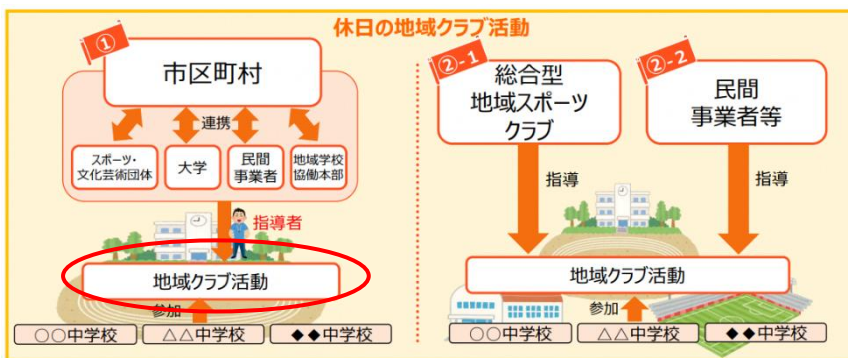 休日の地域クラブ活動
①
市区町村
連携
スポーツ・
文化芸術団体
大学
民間
事業者
地域学校
協働本部
指導者
地域クラブ活動
参加
○○中学校
△△中学校
◆◆中学校
②-1
総合型
地域スポーツ
クラブ
②-2
民間
事業者等
指導
指導
地域クラブ活動
参加
○○中学校
△△中学校
◆◆中学校